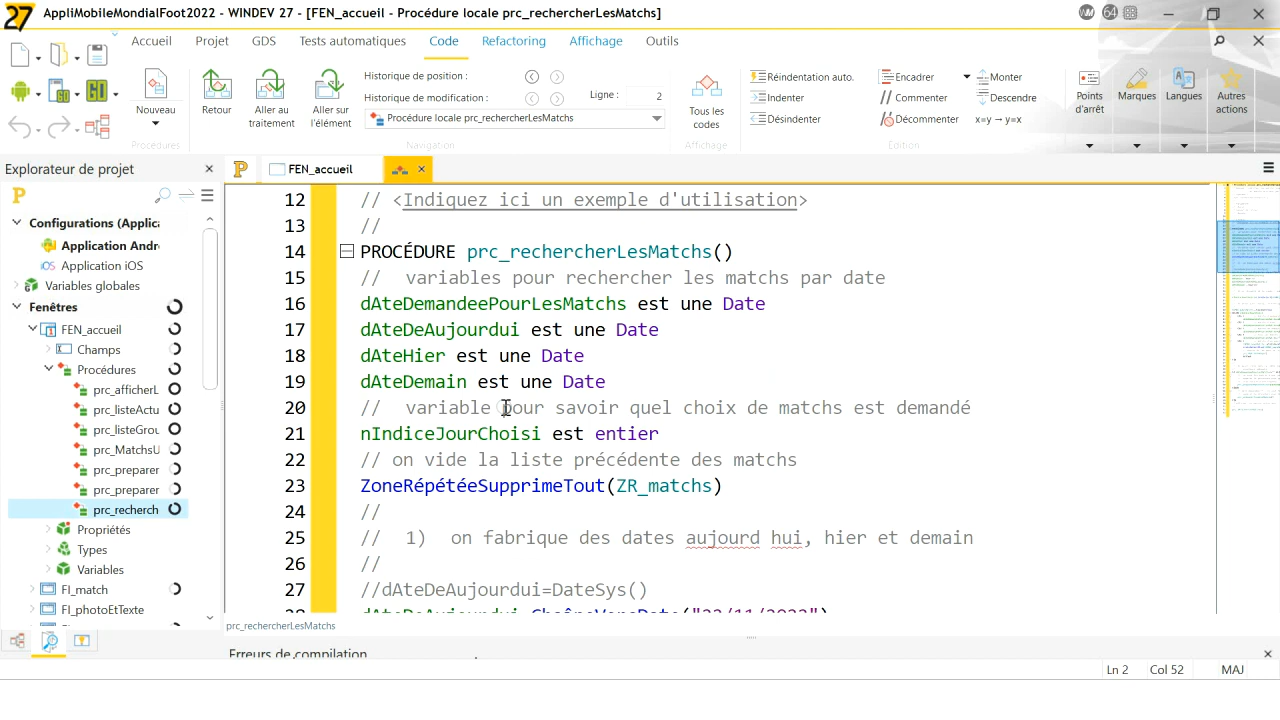 27 AppliMobileMondialFoot2022 - WINDEV 27 - [FEN_accueil - Procédure locale prc_rechercherLesMatchs]
Accueil Projet GDS Tests automatiques Code Refactoring Affichage Outils
Nouveau
Procédures
Retour
Aller au traitement
Aller sur l'élément
Historique de position :
Historique de modification :
Ligne : 2
Procédure locale prc_rechercherLesMatchs
Navigation
Tous les codes
Affichage
Réindentation auto.
Indenter
Désindenter
Encadrer
Commenter
Décommenter
Monter
Descendre
x=y → y=x
Edition
Points d'arrêt
Marques
Langues
Autres actions
Explorateur de projet
FEN_accueil
Configurations (Applica
Application Andr
Application iOS
Variables globales
Fenêtres
FEN_accueil
Champs
Procédures
prc_afficherL
prc_listeActu
prc_listeGrou
prc_MatchsU
prc_preparer
prc_preparer
prc_recherch
Propriétés
Types
Variables
FI_match
FI_photoEtTexte
12 // <Indiquez ici un exemple d'utilisation>
13 //
14 PROCÉDURE prc_rechercherLesMatchs()
15 // variables pour rechercher les matchs par date
16 dAteDemandeePourLesMatchs est une Date
17 dAteDeAujourdui est une Date
18 dAteHier est une Date
19 dAteDemain est une Date
20 // variable pour savoir quel choix de matchs est demandé
21 nIndiceJourChoisi est entier
22 // on vide la liste précédente des matchs
23 ZoneRépétéeSupprimeTout(ZR_matchs)
24 //
25 // 1) on fabrique des dates aujourd hui, hier et demain
26 //
27 //dAteDeAujourdui=DateSys()
prc_rechercherLesMatchs
Erreurs de compilation
Ln 2 Col 52 MAJ